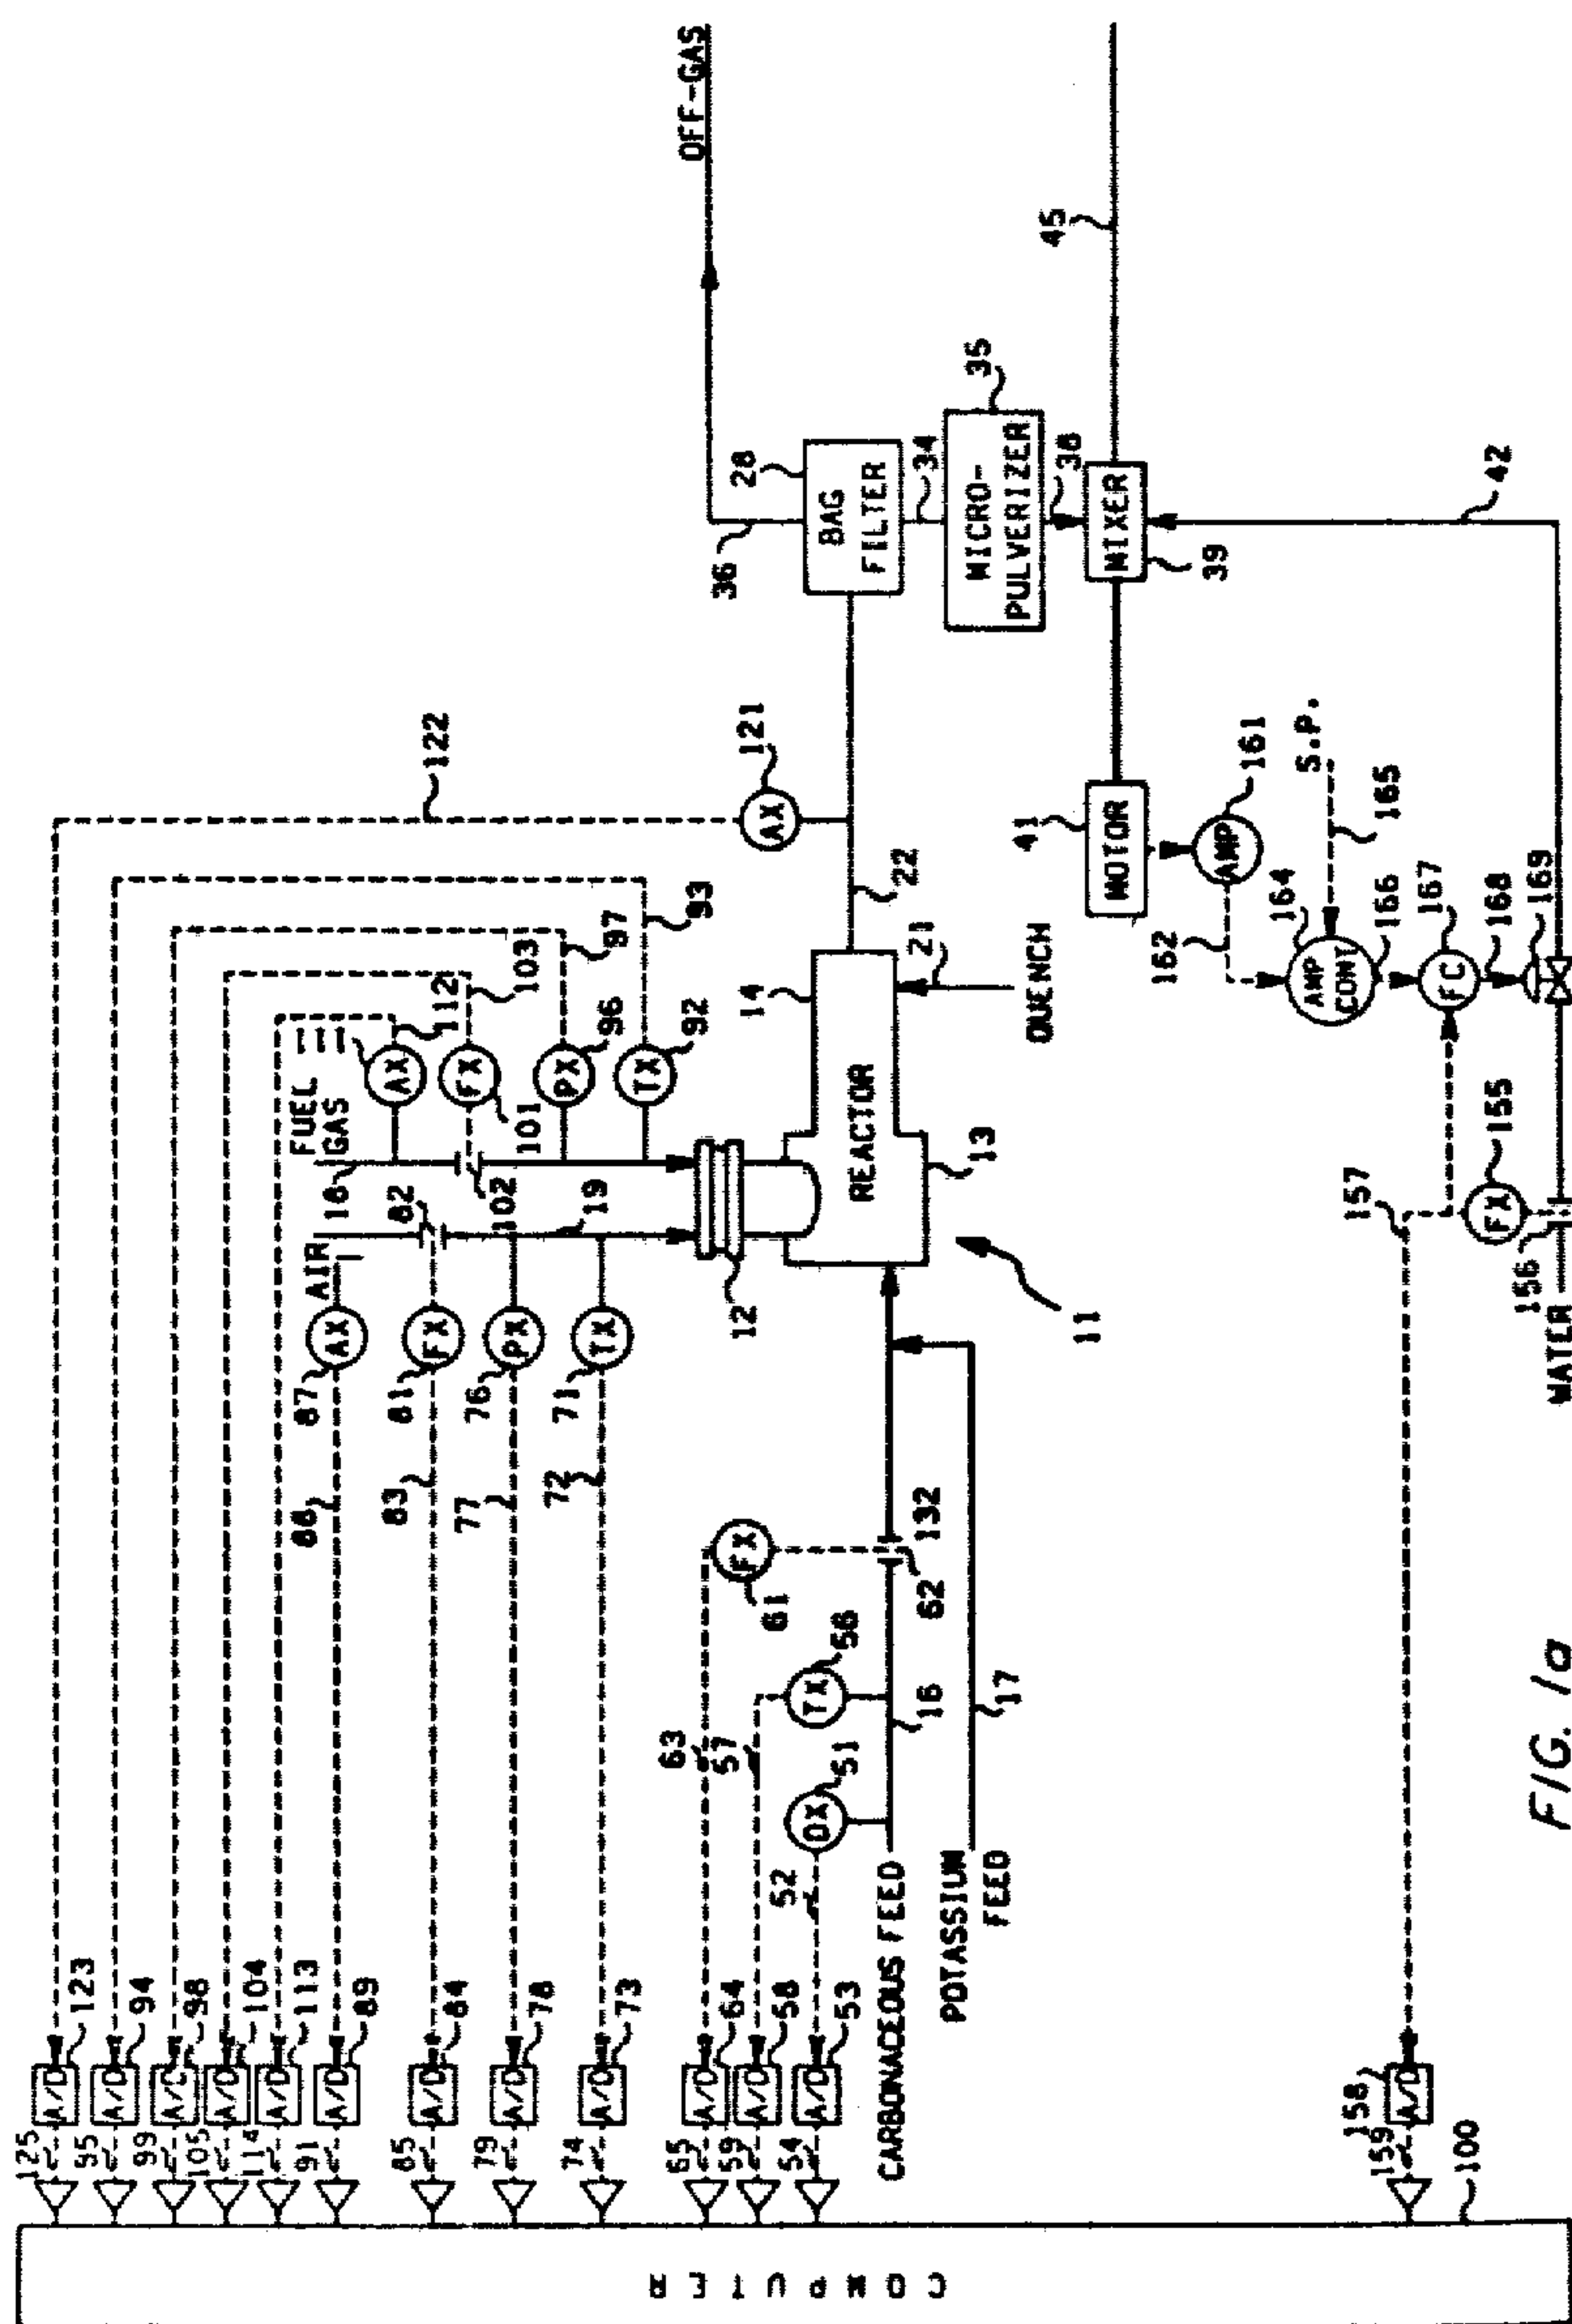 OFF-GAS
45
35
28
BAG
FILTER
34
36
MICRO-
PULVERIZER
38
MIXER
39
42
122
121
AX
22
93
97
103
112
FUEL
GAS
111
AX
FX
101
PX
96
TX
92
18
102
82
19
AIR
AX
87
88
FX
81
83
PX
76
77
TX
71
72
12
14
REACTOR
13
11
21
QUENCH
41
MOTOR
AMP
161
162
S.P.
165
164
AMP
CONT
166
FC
167
168
169
157
FX
155
156
WATER
FX
61
63
62
132
TX
56
57
16
17
DX
51
52
CARBONACEOUS FEED
POTASSIUM
FEED
A/D
123
125
A/D
94
95
A/D
98
99
A/D
104
105
A/D
113
114
A/D
89
91
A/D
84
85
A/D
78
79
A/D
73
74
A/D
64
65
A/D
58
59
A/D
53
54
A/D
158
159
100
COMPUTER
FIG. 1a